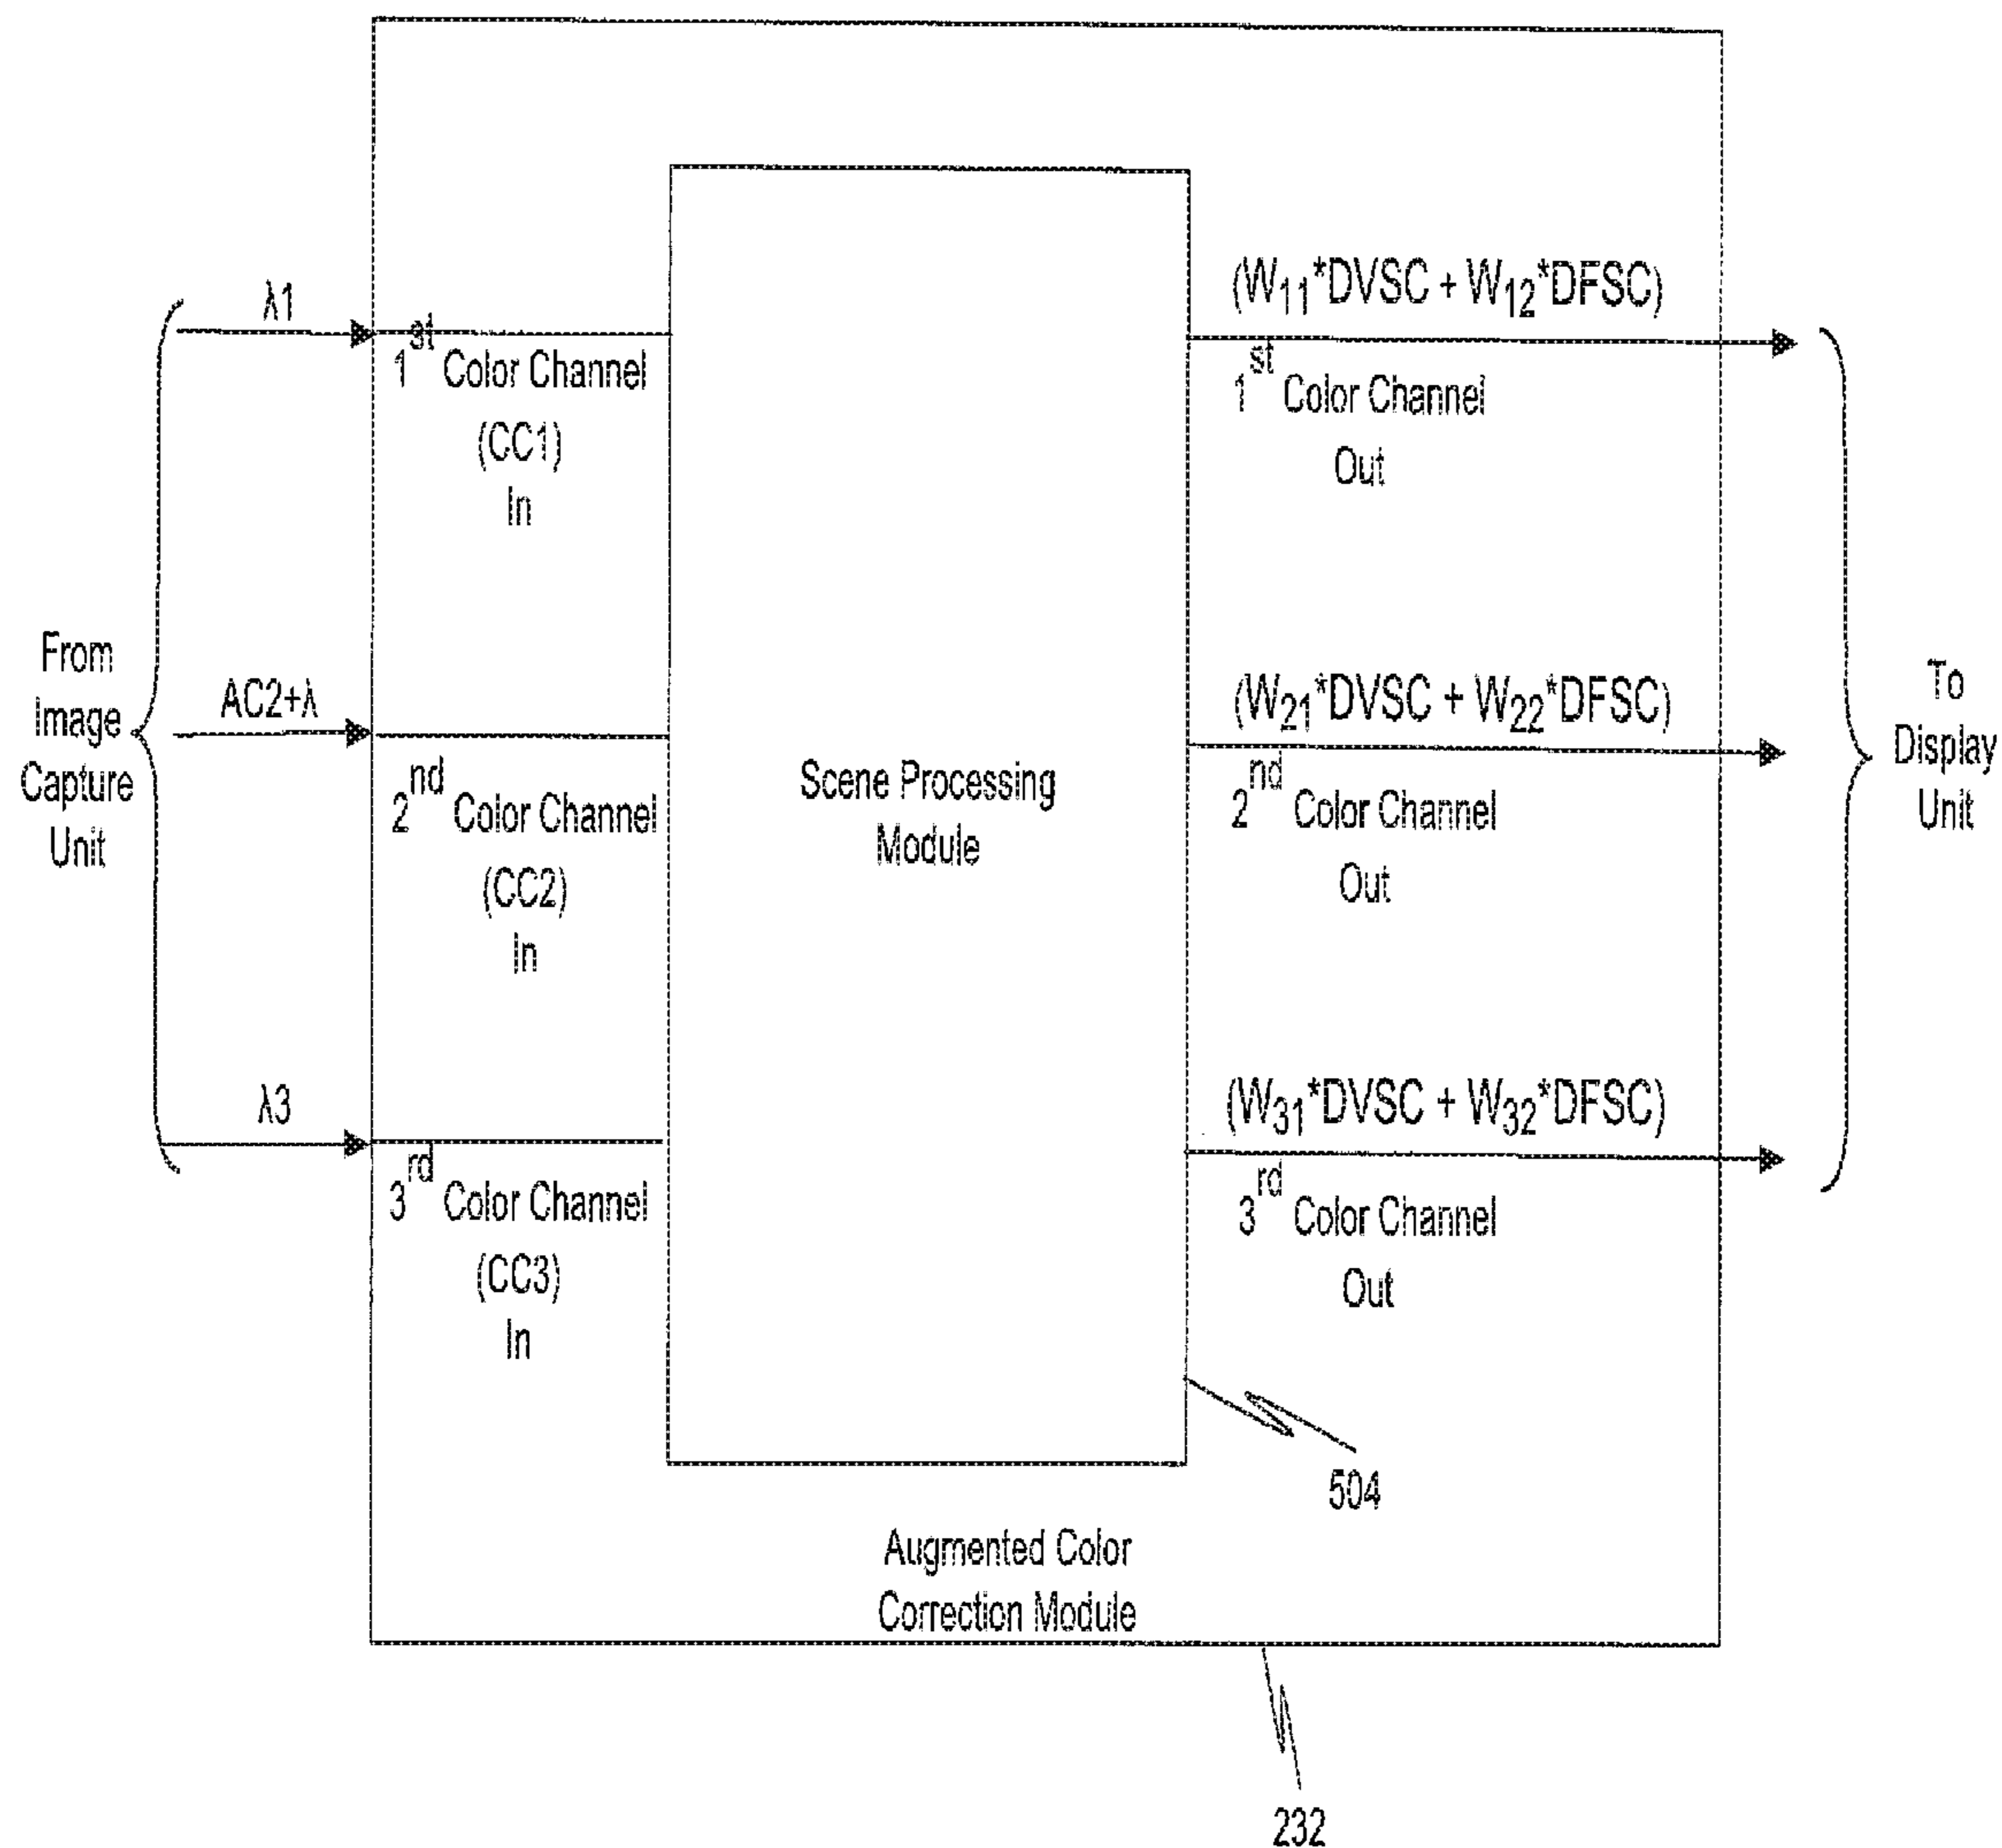 From
Image
Capture
Unit
λ1
1st Color Channel
(CC1)
In
AC2+λ
2nd Color Channel
(CC2)
In
λ3
3rd Color Channel
(CC3)
In
Scene Processing
Module
(W11*DVSC + W12*DFSC)
1st Color Channel
Out
(W21*DVSC + W22*DFSC)
2nd Color Channel
Out
(W31*DVSC + W32*DFSC)
3rd Color Channel
Out
To
Display
Unit
504
Augmented Color
Correction Module
232